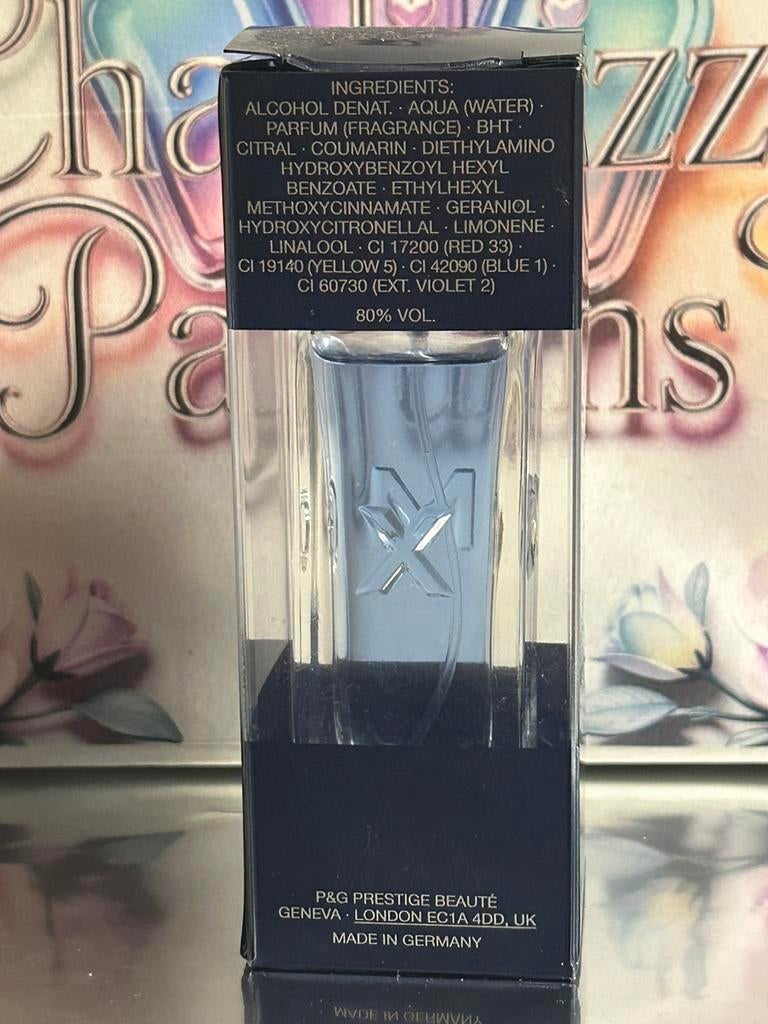 INGREDIENTS:
ALCOHOL DENAT. · AQUA (WATER) ·
PARFUM (FRAGRANCE) · BHT ·
CITRAL · COUMARIN · DIETHYLAMINO
HYDROXYBENZOYL HEXYL
BENZOATE · ETHYLHEXYL
METHOXYCINNAMATE · GERANIOL ·
HYDROXYCITRONELLAL · LIMONENE ·
LINALOOL · CI 17200 (RED 33) ·
CI 19140 (YELLOW 5) · CI 42090 (BLUE 1) ·
CI 60730 (EXT. VIOLET 2)
80% VOL.
M
X
P&G PRESTIGE BEAUTÉ
GENEVA · LONDON EC1A 4DD, UK
MADE IN GERMANY